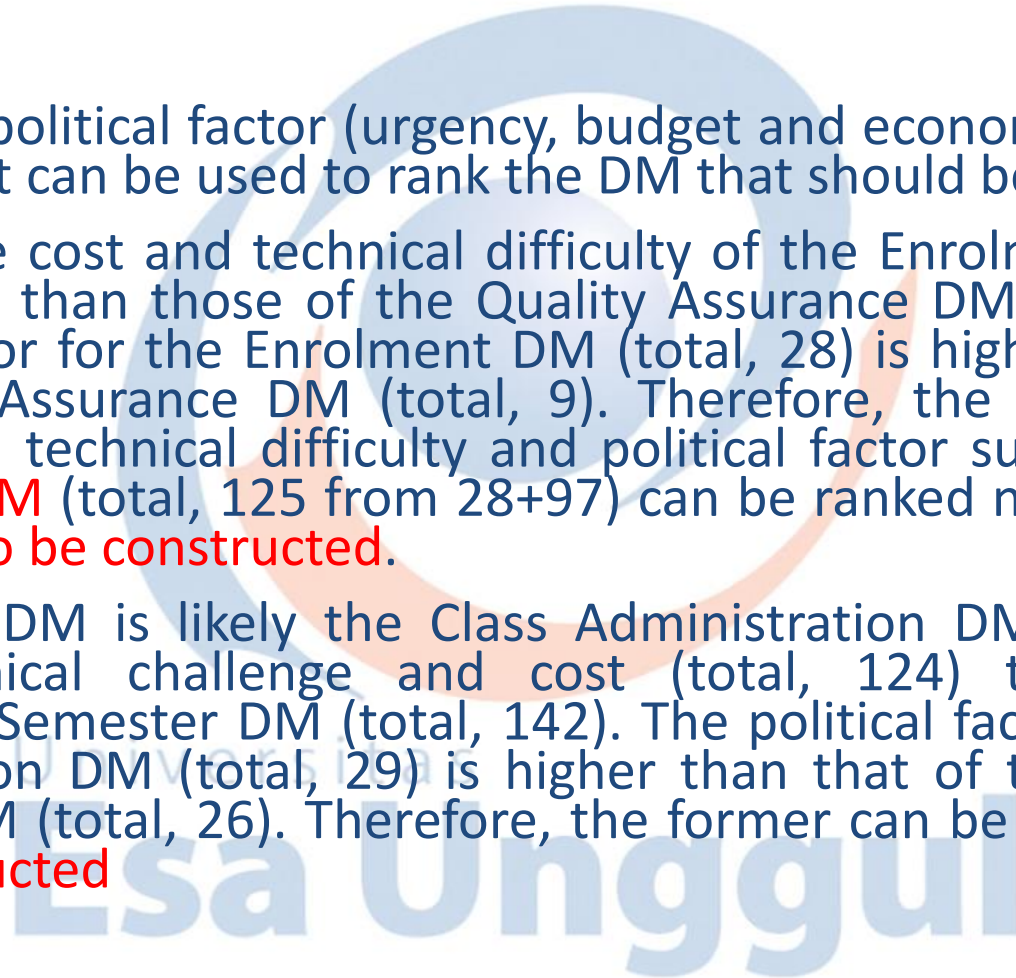 political factor (urgency, budget and econor
t can be used to rank the DM that should be
e cost and technical difficulty of the Enroln
than those of the Quality Assurance DM
or for the Enrolment DM (total, 28) is high
Assurance DM (total, 9). Therefore, the
technical difficulty and political factor su
M (total, 125 from 28+97) can be ranked n
o be constructed.
DM is likely the Class Administration DM
nical challenge and cost (total, 124) t
Semester DM (total, 142). The political fac
Universitas
on DM (total, 29) is higher than that of t
M (total, 26). Therefore, the former can be
ucted
Esa Unggul